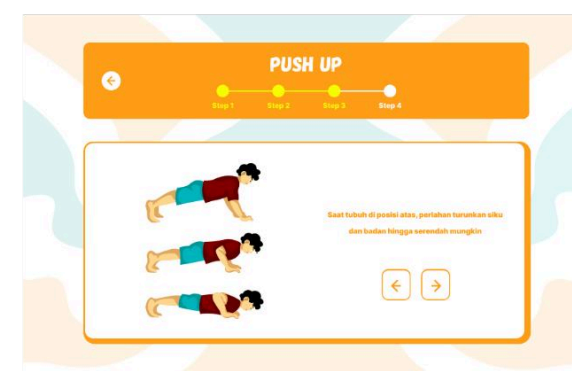 PUSH UP
Step 1 Step 2 Step 3 Step 4
Saat tubuh di posisi atas, perlahan turunkan siku
dan badan hingga serendah mungkin